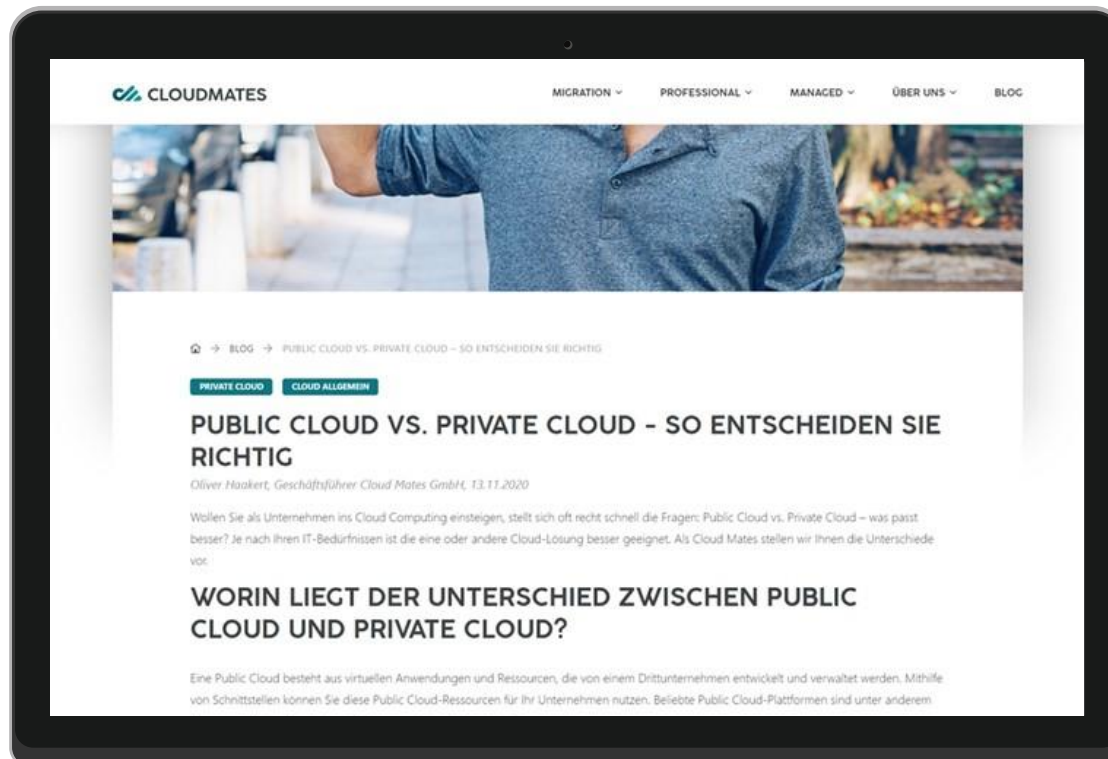 CLOUDMATES
MIGRATION PROFESSIONAL MANAGED ÜBER UNS BLOG
BLOG → PUBLIC CLOUD VS. PRIVATE CLOUD – SO ENTSCHEIDEN SIE RICHTIG
PRIVATE CLOUD CLOUD ALLGEMEIN
PUBLIC CLOUD VS. PRIVATE CLOUD - SO ENTSCHEIDEN SIE
RICHTIG
Oliver Haakert, Geschäftsführer Cloud Mates GmbH, 13.11.2020
Wollen Sie als Unternehmen ins Cloud Computing einsteigen, stellt sich oft recht schnell die Fragen: Public Cloud vs. Private Cloud – was passt
besser? Je nach Ihren IT-Bedürfnissen ist die eine oder andere Cloud-Lösung besser geeignet. Als Cloud Mates stellen wir Ihnen die Unterschiede
vor.
WORIN LIEGT DER UNTERSCHIED ZWISCHEN PUBLIC
CLOUD UND PRIVATE CLOUD?
Eine Public Cloud besteht aus virtuellen Anwendungen und Ressourcen, die von einem Drittunternehmen entwickelt und verwaltet werden. Mithilfe
von Schnittstellen können Sie diese Public Cloud-Ressourcen für Ihr Unternehmen nutzen. Beliebte Public Cloud-Plattformen sind unter anderem